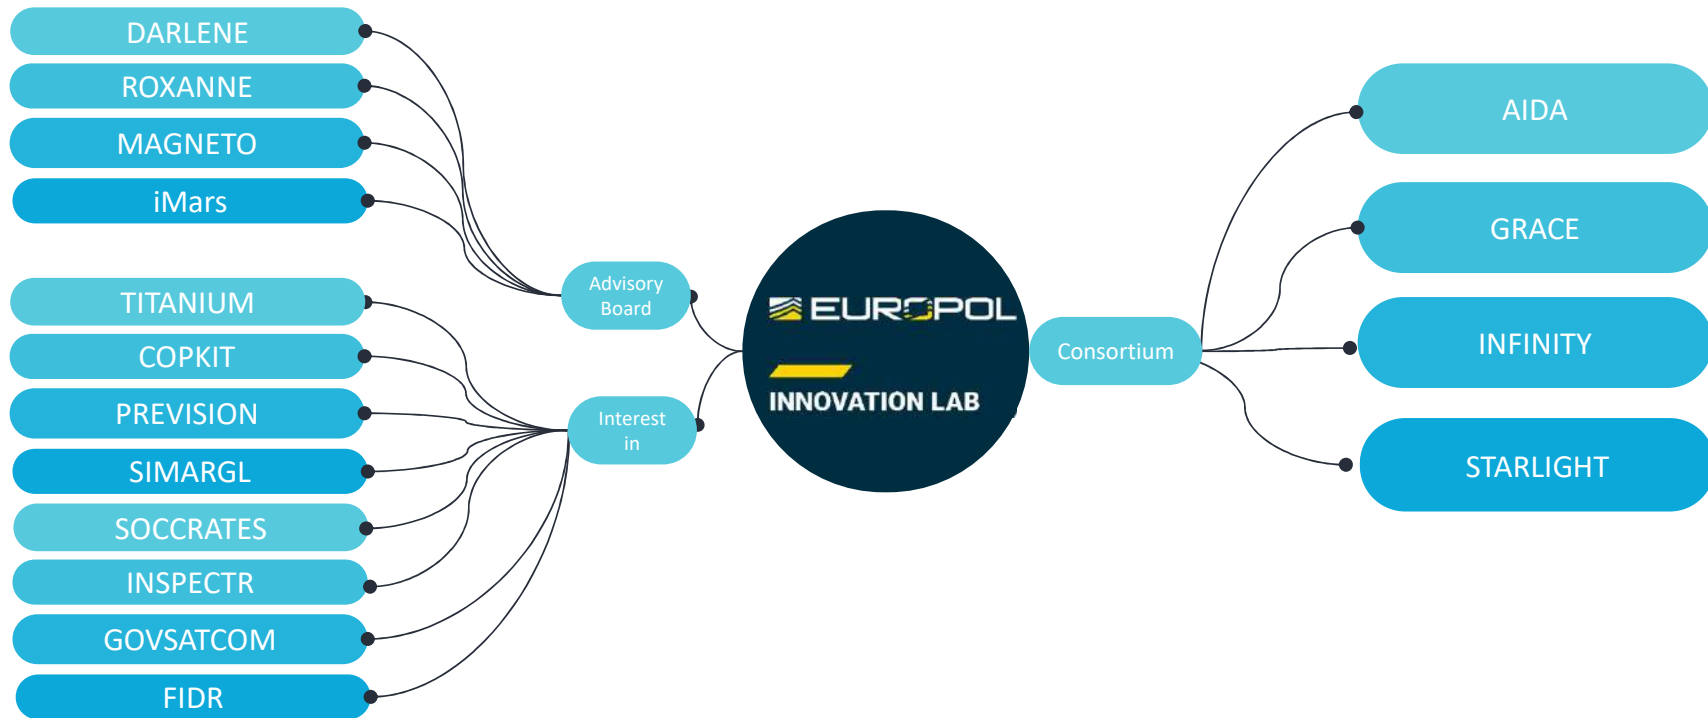 DARLENE
ROXANNE
MAGNETO
iMars
TITANIUM
COPKIT
PREVISION
SIMARGL
SOCCRATES
INSPECTR
GOVSATCOM
FIDR
Advisory
Board
Interest
in
EUROPOL
INNOVATION LAB
Consortium
AIDA
GRACE
INFINITY
STARLIGHT